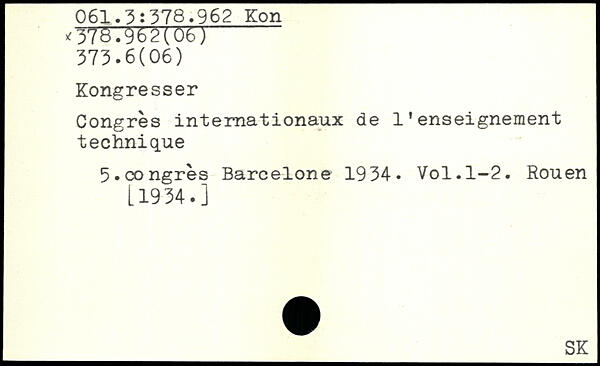 061.3:378.962 Kon
x378.962(06)
373.6(06)
Kongresser
Congrès internationaux de l'enseignement
technique
5.congrès Barcelone 1934. Vol.1-2. Rouen
[1934.]
SK